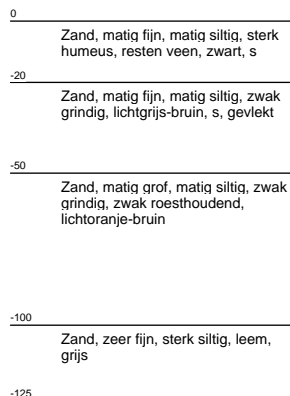 0
Zand, matig fijn, matig siltig, sterk
humeus, resten veen, zwart, s
-20
Zand, matig fijn, matig siltig, zwak
grindig, lichtgrijs-bruin, s, gevlekt
-50
Zand, matig grof, matig siltig, zwak
grindig, zwak roesthoudend,
lichtoranje-bruin
-100
Zand, zeer fijn, sterk siltig, leem,
grijs
-125